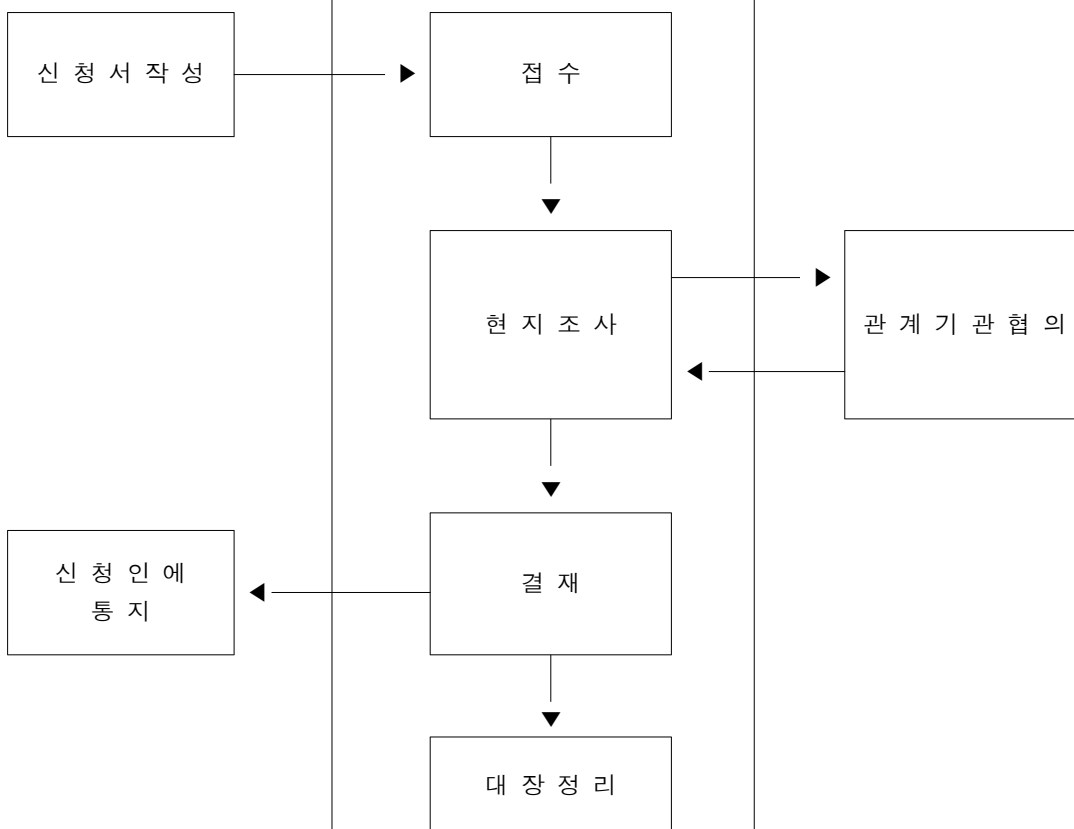 신 청 서 작 성
접 수
현 지 조 사
관 계 기 관 협 의
신 청 인 에
통 지
결 재
대 장 정 리